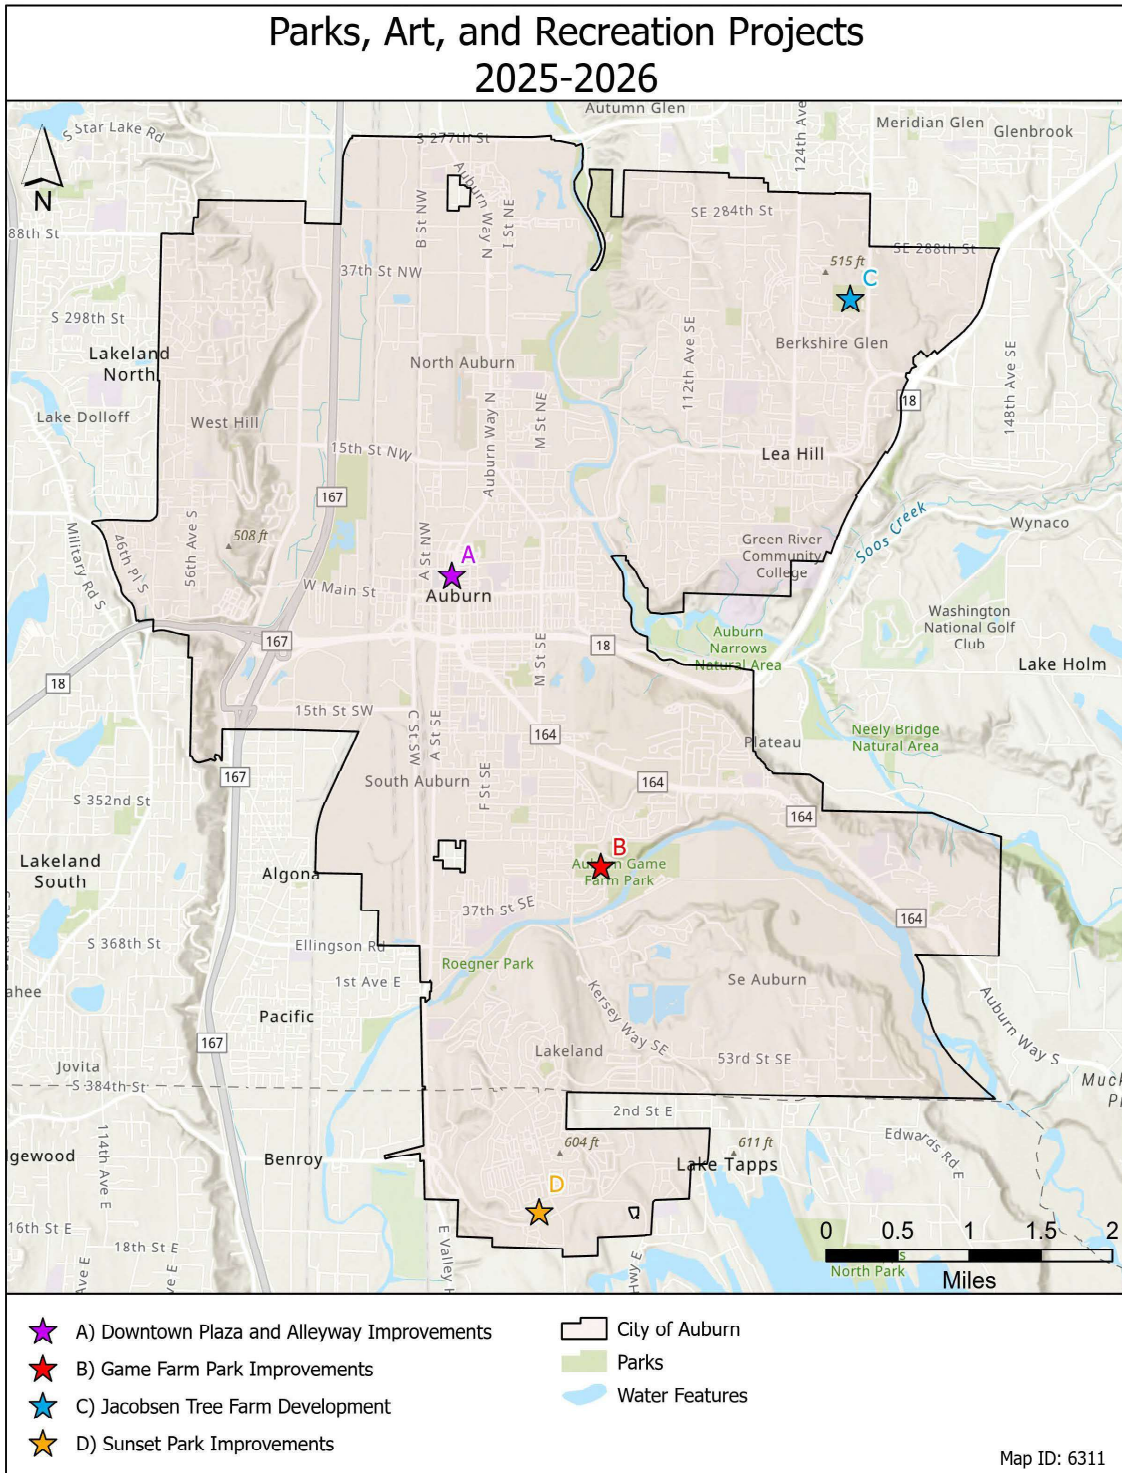 Parks, Art, and Recreation Projects
2025-2026
Autumn Glen
S Star Lake Rd
S 277th St
124th Ave
Meridian Glen
Glenbrook
N
Auburn Way N
B St NW
I St NE
SE 284th St
88th St
SE 288th St
37th St NW
515 ft
C
S 298th St
Berkshire Glen
Lakeland
North
North Auburn
112th Ave SE
148th Ave SE
18
Lake Dolloff
West Hill
Auburn Way N
M St NE
15th St NW
Lea Hill
167
Military Rd S
46th Pl S
56th Ave S
508 ft
A St NW
Soos Creek
Wynaco
Green River
Community
College
A
W Main St
Auburn
Washington
National Golf
Club
167
18
M St SE
Auburn
Narrows
Natural Area
Lake Holm
18
15th St SW
C St SW
A St SE
164
Neely Bridge
Natural Area
Plateau
167
South Auburn
F St SE
164
S 352nd St
164
Lakeland
South
Algona
B
Auburn Game
Farm Park
37th St SE
164
S 368th St
Ellingson Rd
Roegner Park
1st Ave E
Se Auburn
ahee
Kersey Way SE
Auburn Way S
Pacific
167
Lakeland
53rd St SE
Jovita
S 384th St
Muck
P
2nd St E
114th Ave E
604 ft
611 ft
Edwards Rd E
lgewood
Benroy
Lake Tapps
D
16th St E
18th St E
E Valley H
Hwy E
Ave E
ve E
0 0.5 1 1.5 2
Miles
s
North Park
A) Downtown Plaza and Alleyway Improvements
B) Game Farm Park Improvements
C) Jacobsen Tree Farm Development
D) Sunset Park Improvements
City of Auburn
Parks
Water Features
Map ID: 6311